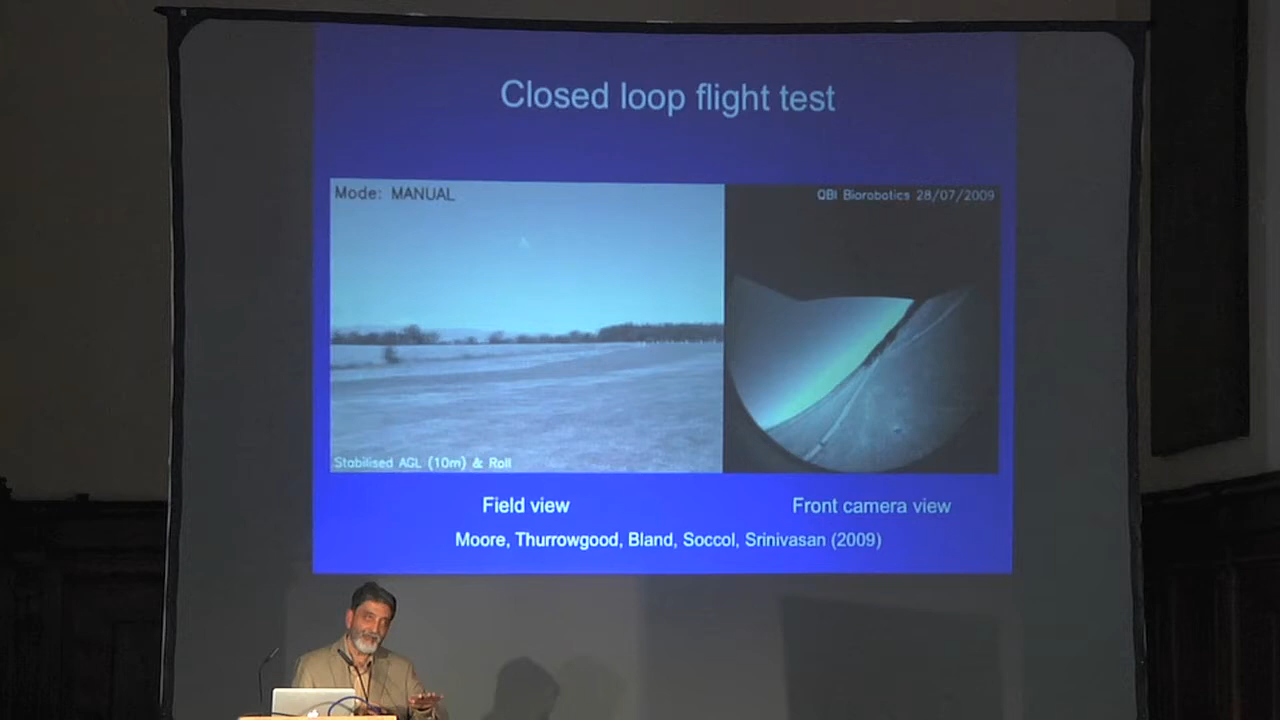 Closed loop flight test
Mode: MANUAL
QBI Biorobotics 28/07/2009
Stabilised AGL (10m) & Roll
Field view
Front camera view
Moore, Thurrowgood, Bland, Soccol, Srinivasan (2009)